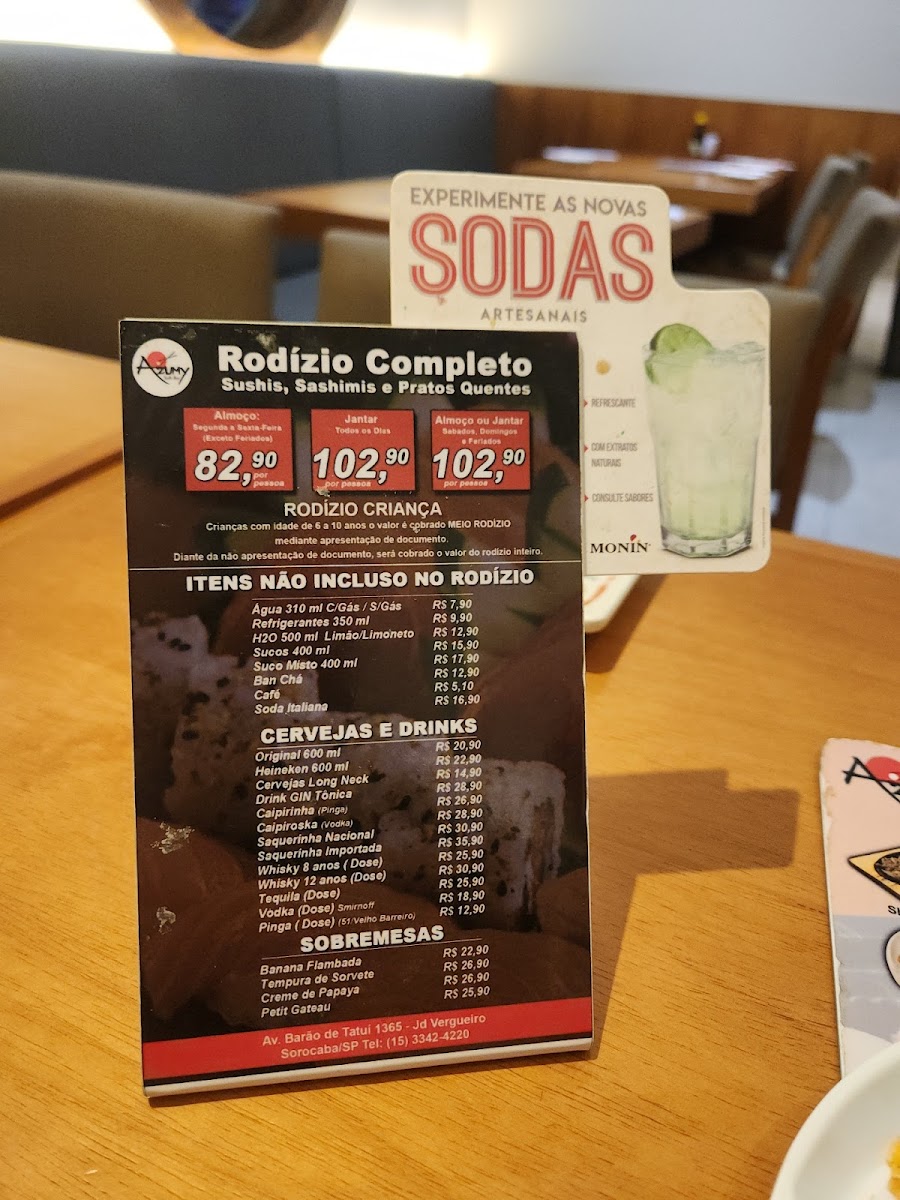 EXPERIMENTE AS NOVAS
SODAS
ARTESANAIS
REFRESCANTE
COM EXTRATOS
NATURAIS
CONSULTE SABORES
MONIN
AZUMY
Rodízio Completo
Sushis, Sashimis e Pratos Quentes
Almoço:
Segunda a Sexta-Feira
(Exceto Feriados)
82,90
por pessoa
Jantar
Todos os Dias
102,90
por pessoa
Almoço ou Jantar
Sabados, Domingos
e Feriados
102,90
por pessoa
RODÍZIO CRIANÇA
Crianças com idade de 6 a 10 anos o valor é cobrado MEIO RODÍZIO
mediante apresentação de documento.
Diante da não apresentação de documento, será cobrado o valor do rodizio inteiro.
ITENS NÃO INCLUSO NO RODÍZIO
Água 310 ml C/Gás / S/Gás R$ 7,90
Refrigerantes 350 ml R$ 9,90
H2O 500 ml Limão/Limoneto R$ 12,90
Sucos 400 ml R$ 15,90
Suco Misto 400 ml R$ 17,90
Ban Chá R$ 12,90
Café R$ 5,10
Soda Italiana R$ 16,90
CERVEJAS E DRINKS
Original 600 ml R$ 20,90
Heineken 600 ml R$ 22,90
Cervejas Long Neck R$ 14,90
Drink GIN Tônica R$ 28,90
Caipirinha (Pinga) R$ 26,90
Caipiroska (Vodka) R$ 28,90
Saquerinha Nacional R$ 30,90
Saquerinha Importada R$ 35,90
Whisky 8 anos ( Dose) R$ 25,90
Whisky 12 anos (Dose) R$ 30,90
Tequila (Dose) R$ 25,90
Vodka (Dose) Smirnoff R$ 18,90
Pinga ( Dose) (51/Velho Barreiro) R$ 12,90
SOBREMESAS
Banana Flambada R$ 22,90
Tempura de Sorvete R$ 26,90
Creme de Papaya R$ 26,90
Petit Gateau R$ 25,90
Av. Barão de Tatuí 1365 - Jd Vergueiro
Sorocaba/SP Tel: (15) 3342-4220